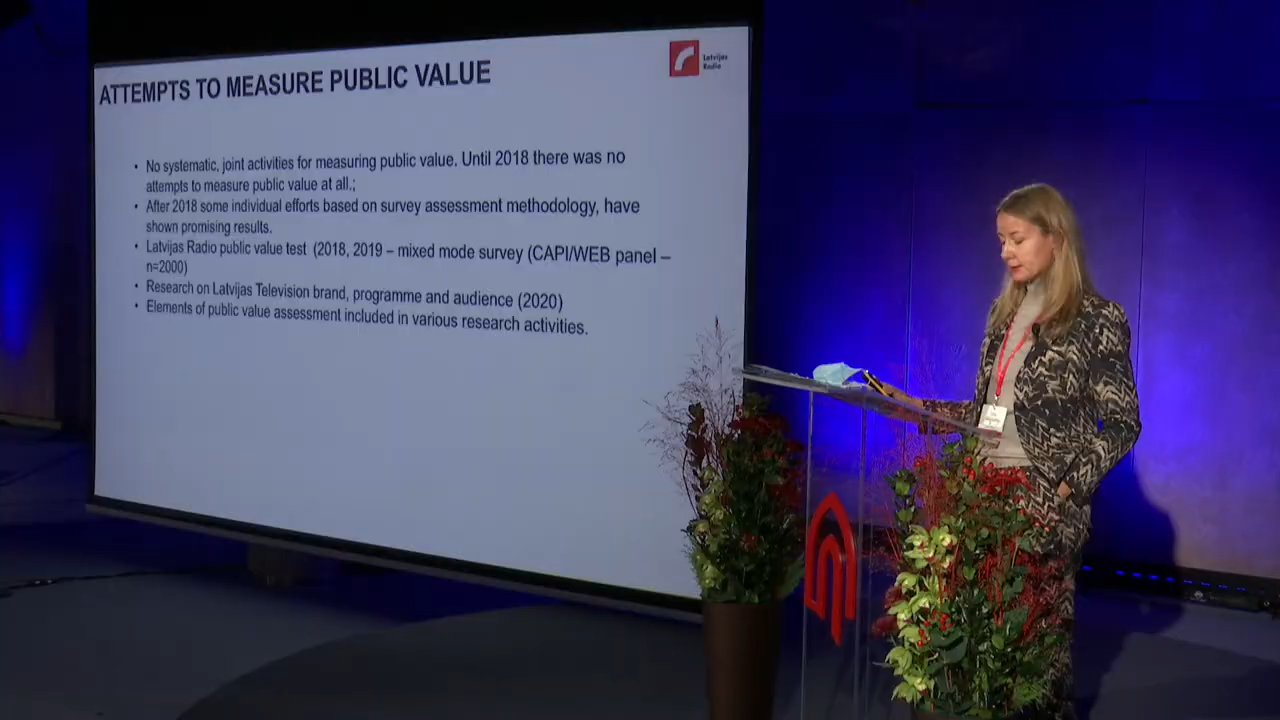 ATTEMPTS TO MEASURE PUBLIC VALUE
Latvijas
Radio
• No systematic, joint activities for measuring public value. Until 2018 there was no
attempts to measure public value at all.;
• After 2018 some individual efforts based on survey assessment methodology, have
shown promising results.
• Latvijas Radio public value test (2018, 2019 – mixed mode survey (CAPI/WEB panel –
n=2000)
• Research on Latvijas Television brand, programme and audience (2020)
• Elements of public value assessment included in various research activities.